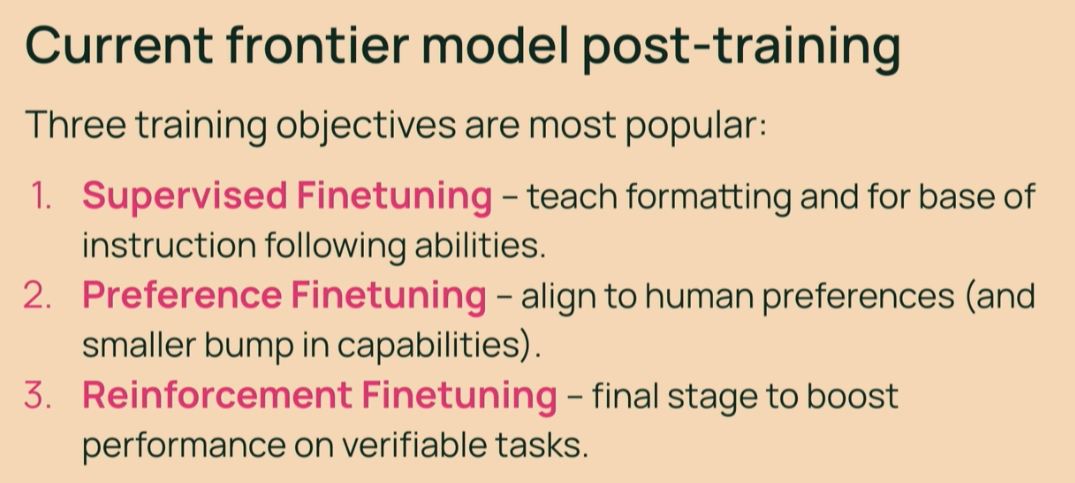 Current frontier model post-training
Three training objectives are most popular:
1. Supervised Finetuning – teach formatting and for base of
instruction following abilities.
2. Preference Finetuning – align to human preferences (and
smaller bump in capabilities).
3. Reinforcement Finetuning – final stage to boost
performance on verifiable tasks.